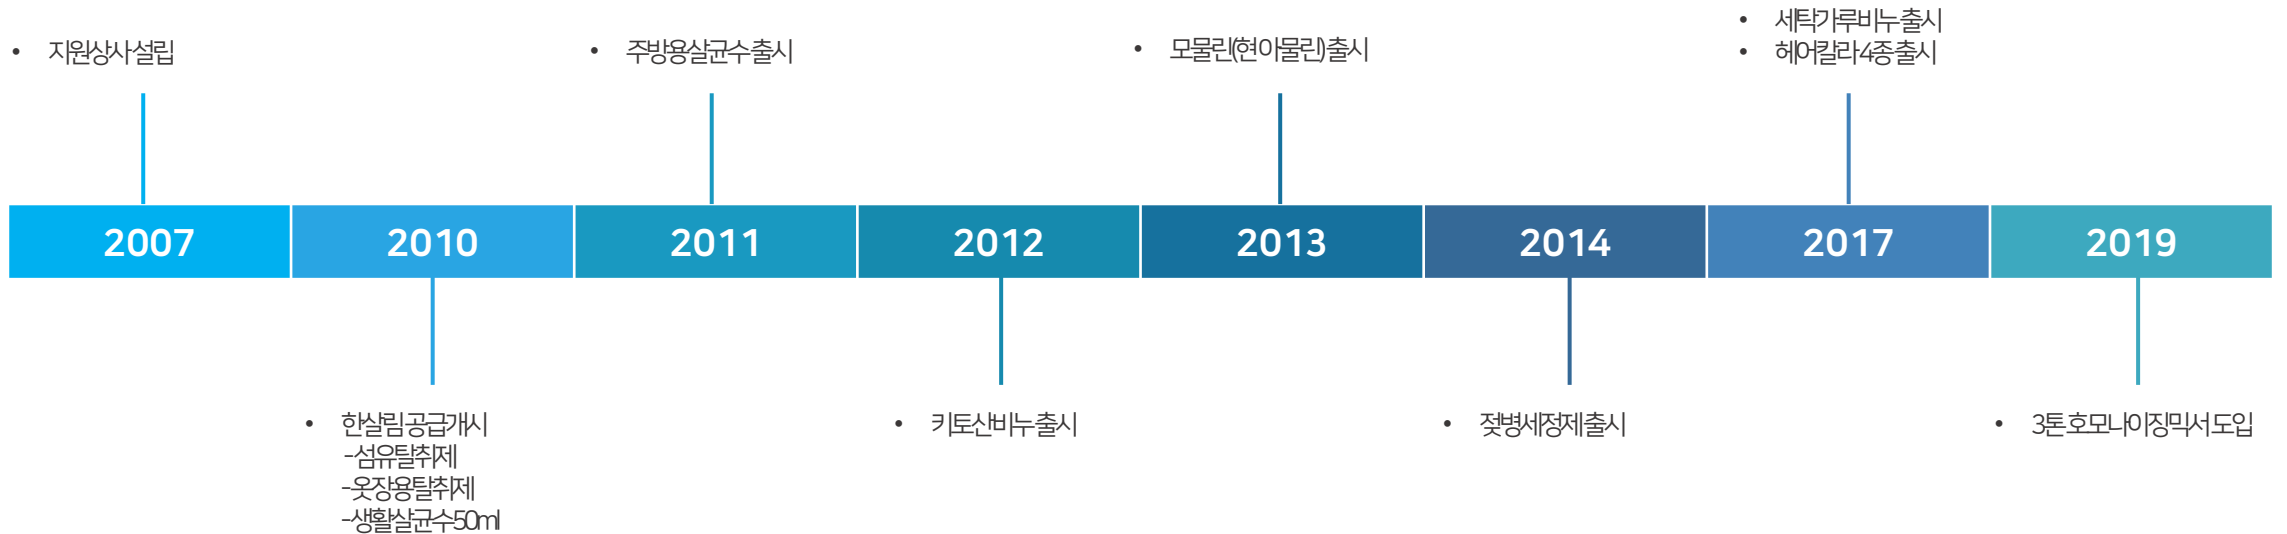 • 지원상사 설립
• 주방용살균수 출시
• 모물린(현 아물린) 출시
• 세탁가루비누 출시
• 헤어칼라 4종 출시
2007 2010 2011 2012 2013 2014 2017 2019
• 한살림 공급개시
-섬유탈취제
-옷장용탈취제
-생활살균수50ml
• 키토산비누 출시
• 젖병세정제 출시
• 3톤 호모나이징믹서 도입